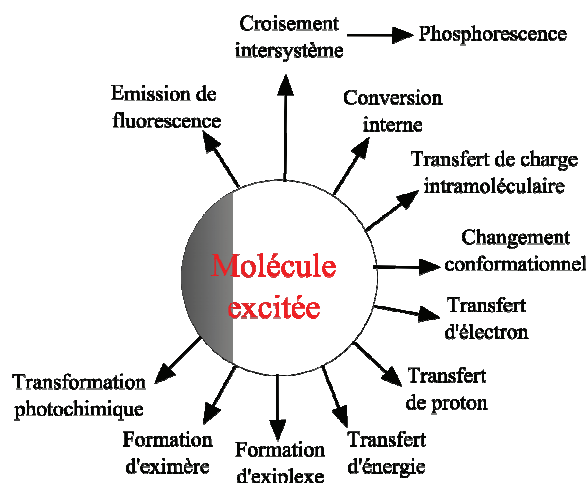 Croisement
intersystème
Phosphorescence
Emission de
fluorescence
Conversion
interne
Transfert de charge
intramoléculaire
Changement
conformationnel
Transfert
d'électron
Transfert
de proton
Transfert
d'énergie
Formation
d'exiplexe
Formation
d'eximère
Transformation
photochimique
Molécule
excitée